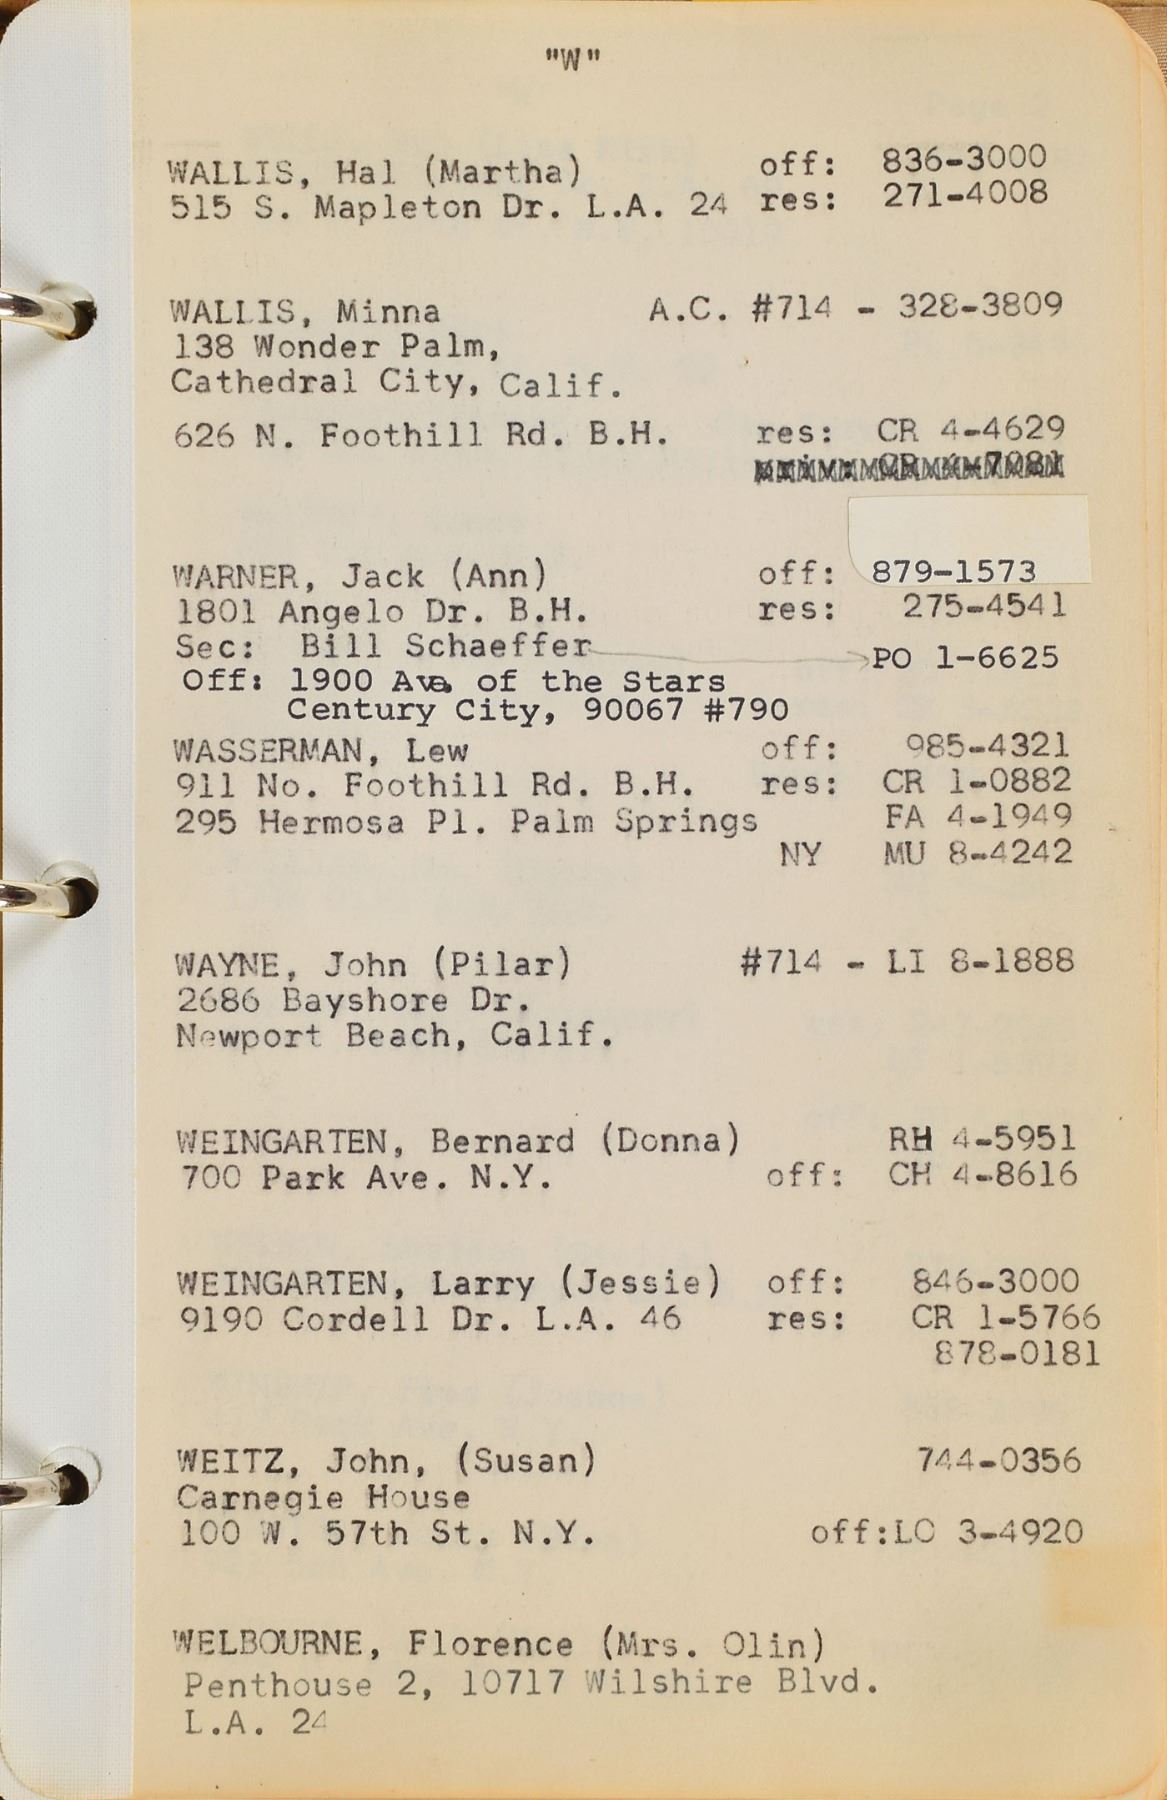 "W"
WALLIS, Hal (Martha) off: 836-3000
515 S. Mapleton Dr. L.A. 24 res: 271-4008
WALLIS, Minna A.C. #714 - 328-3809
138 Wonder Palm,
Cathedral City, Calif.
626 N. Foothill Rd. B.H. res: CR 4-4629
WARNER, Jack (Ann) off: 879-1573
1801 Angelo Dr. B.H. res: 275-4541
Sec: Bill Schaeffer PO 1-6625
Off: 1900 Ave. of the Stars
Century City, 90067 #790
WASSERMAN, Lew off: 985-4321
911 No. Foothill Rd. B.H. res: CR 1-0882
295 Hermosa Pl. Palm Springs FA 4-1949
NY MU 8-4242
WAYNE, John (Pilar) #714 - LI 8-1888
2686 Bayshore Dr.
Newport Beach, Calif.
WEINGARTEN, Bernard (Donna) RH 4-5951
700 Park Ave. N.Y. off: CH 4-8616
WEINGARTEN, Larry (Jessie) off: 846-3000
9190 Cordell Dr. L.A. 46 res: CR 1-5766
878-0181
WEITZ, John, (Susan) 744-0356
Carnegie House
100 W. 57th St. N.Y. off:LO 3-4920
WELBOURNE, Florence (Mrs. Olin)
Penthouse 2, 10717 Wilshire Blvd.
L.A. 24